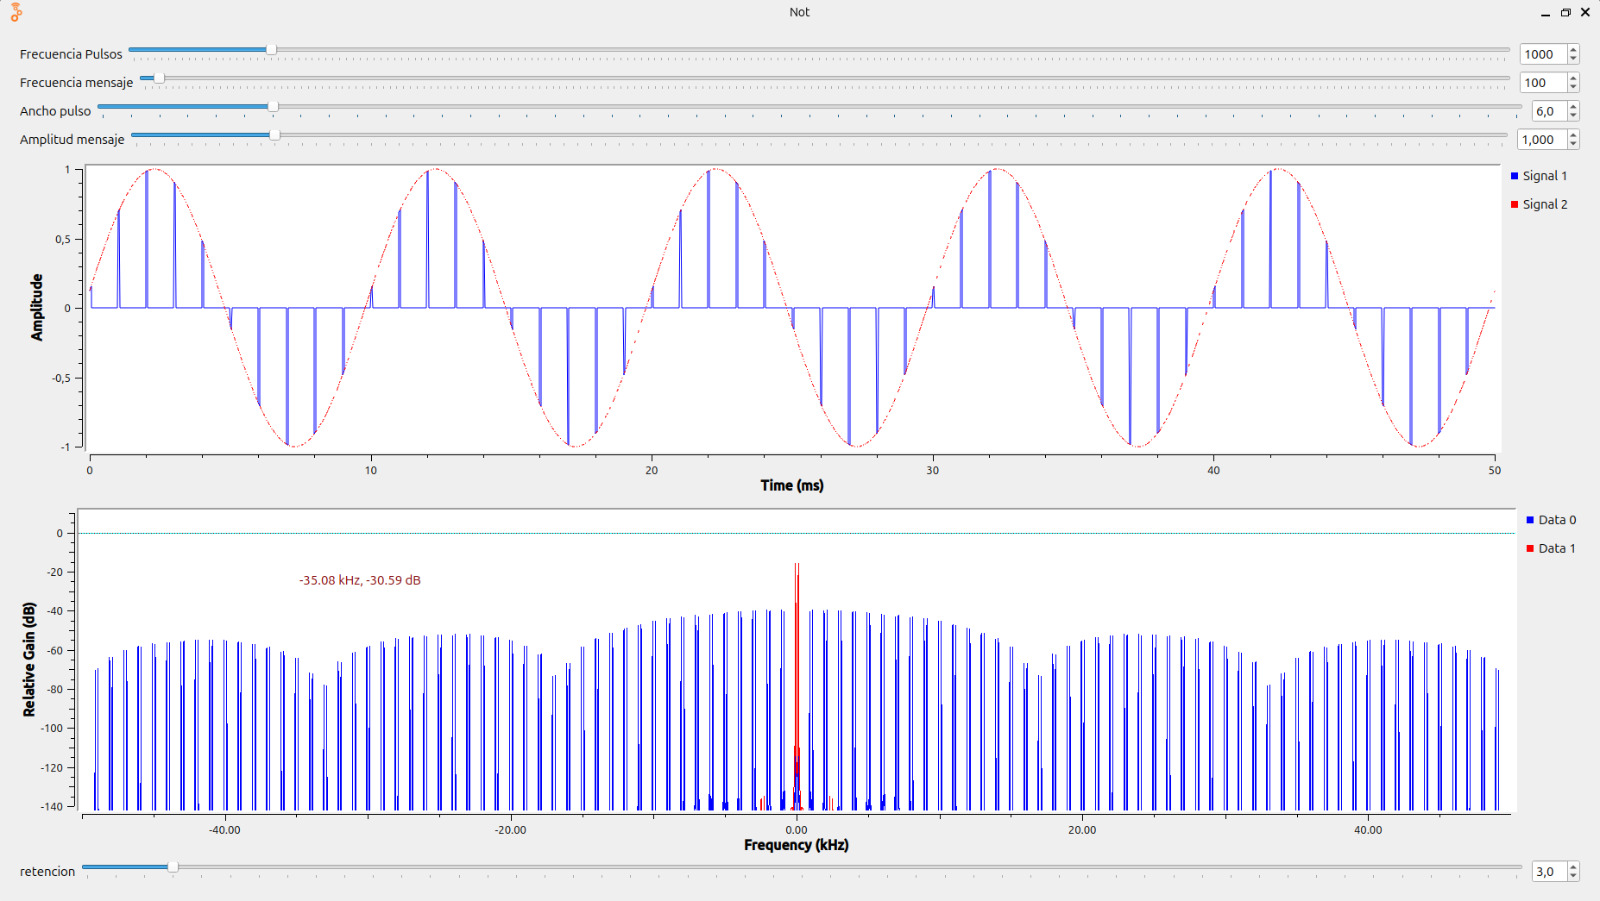 Not
Frecuencia Pulsos 1000
Frecuencia mensaje 100
Ancho pulso 6,0
Amplitud mensaje 1,000
Amplitude
1
0,5
0
-0,5
-1
0 10 20 30 40 50
Time (ms)
Signal 1
Signal 2
Relative Gain (dB)
0
-20
-40
-60
-80
-100
-120
-140
-35.08 kHz, -30.59 dB
-40.00 -20.00 0.00 20.00 40.00
Frequency (kHz)
Data 0
Data 1
retencion 3,0